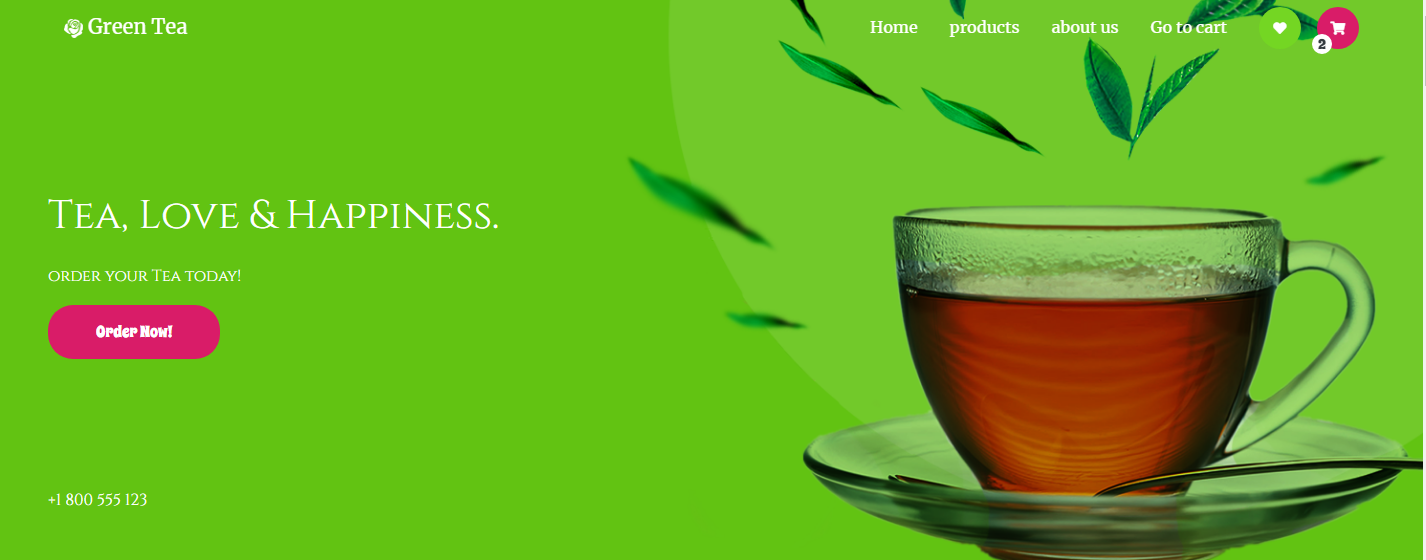 Green Tea
Home products about us Go to cart
2
Tea, Love & Happiness.
order your Tea today!
Order Now!
+1 800 555 123